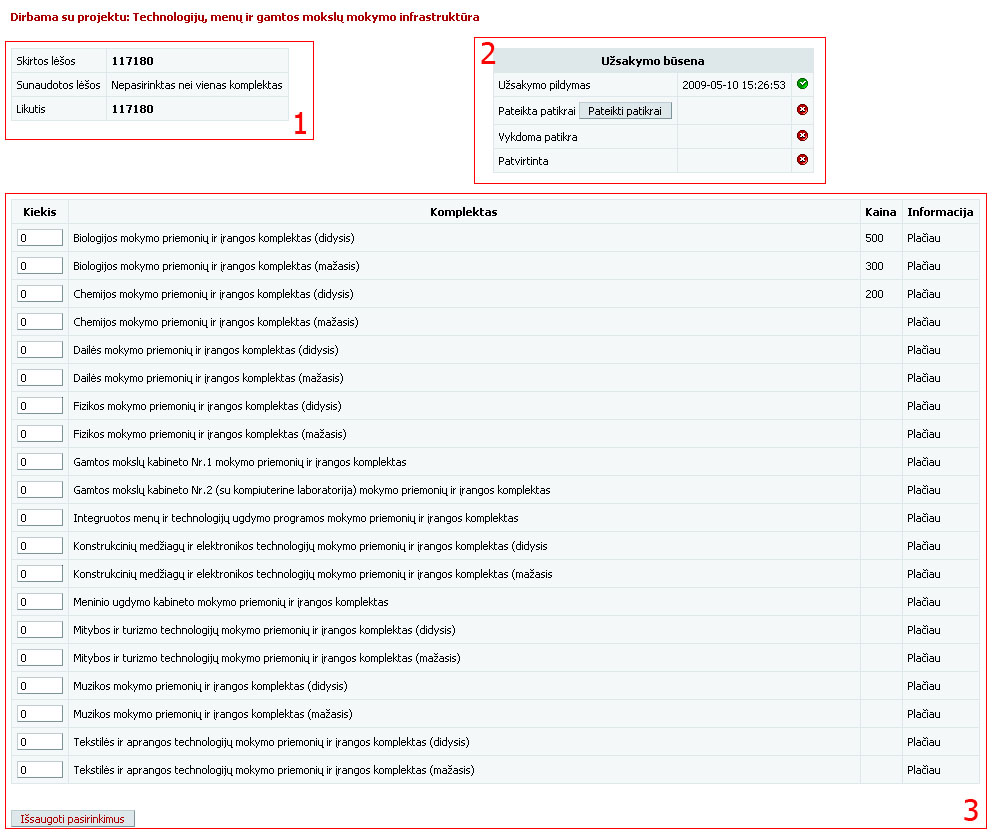 Dirbama su projektu: Technologijų, menų ir gamtos mokslų mokymo infrastruktūra
Skirtos lėšos 117180
Sunaudotos lėšos Nepasirinktas nei vienas komplektas
Likutis 117180
1
2
Užsakymo būsena
Užsakymo pildymas 2009-05-10 15:26:53
Pateikta patikrai Pateikti patikrai
Vykdoma patikra
Patvirtinta
Kiekis Komplektas Kaina Informacija
0 Biologijos mokymo priemonių ir įrangos komplektas (didysis) 500 Plačiau
0 Biologijos mokymo priemonių ir įrangos komplektas (mažasis) 300 Plačiau
0 Chemijos mokymo priemonių ir įrangos komplektas (didysis) 200 Plačiau
0 Chemijos mokymo priemonių ir įrangos komplektas (mažasis) Plačiau
0 Dailės mokymo priemonių ir įrangos komplektas (didysis) Plačiau
0 Dailės mokymo priemonių ir įrangos komplektas (mažasis) Plačiau
0 Fizikos mokymo priemonių ir įrangos komplektas (didysis) Plačiau
0 Fizikos mokymo priemonių ir įrangos komplektas (mažasis) Plačiau
0 Gamtos mokslų kabineto Nr.1 mokymo priemonių ir įrangos komplektas Plačiau
0 Gamtos mokslų kabineto Nr.2 (su kompiuterine laboratorija) mokymo priemonių ir įrangos komplektas Plačiau
0 Integruotos menų ir technologijų ugdymo programos mokymo priemonių ir įrangos komplektas Plačiau
0 Konstrukcinių medžiagų ir elektronikos technologijų mokymo priemonių ir įrangos komplektas (didysis Plačiau
0 Konstrukcinių medžiagų ir elektronikos technologijų mokymo priemonių ir įrangos komplektas (mažasis Plačiau
0 Meninio ugdymo kabineto mokymo priemonių ir įrangos komplektas Plačiau
0 Mitybos ir turizmo technologijų mokymo priemonių ir įrangos komplektas (didysis) Plačiau
0 Mitybos ir turizmo technologijų mokymo priemonių ir įrangos komplektas (mažasis) Plačiau
0 Muzikos mokymo priemonių ir įrangos komplektas (didysis) Plačiau
0 Muzikos mokymo priemonių ir įrangos komplektas (mažasis) Plačiau
0 Tekstilės ir aprangos technologijų mokymo priemonių ir įrangos komplektas (didysis) Plačiau
0 Tekstilės ir aprangos technologijų mokymo priemonių ir įrangos komplektas (mažasis) Plačiau
Išsaugoti pasirinkimus
3